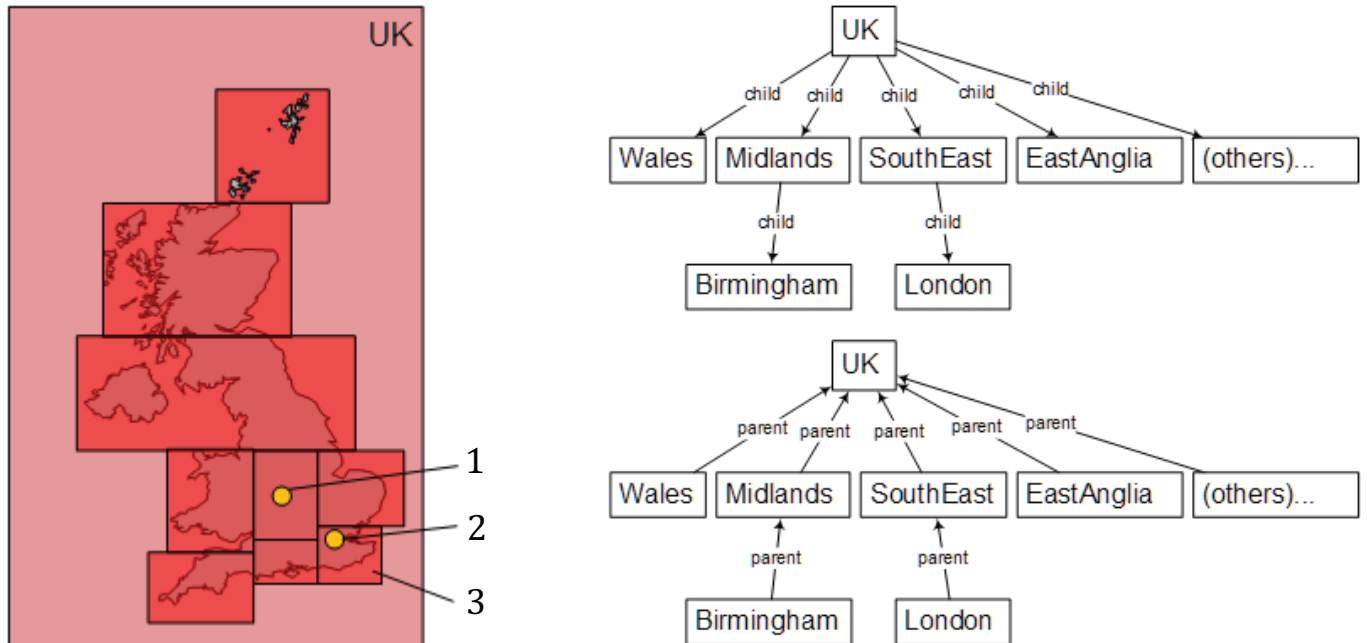 UK
1
2
3
UK
child child child child child
Wales Midlands SouthEast EastAnglia (others)...
child child
Birmingham London
UK
parent parent parent parent parent
Wales Midlands SouthEast EastAnglia (others)...
parent parent
Birmingham London